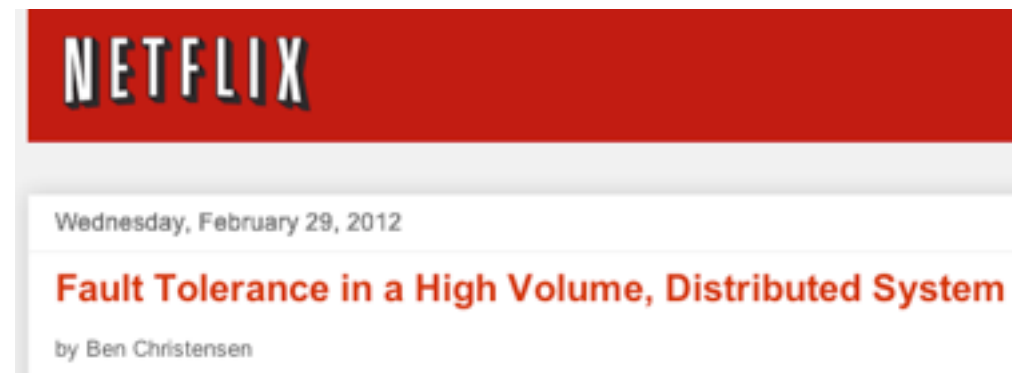 NETFLIX
Wednesday, February 29, 2012
Fault Tolerance in a High Volume, Distributed System
by Ben Christensen